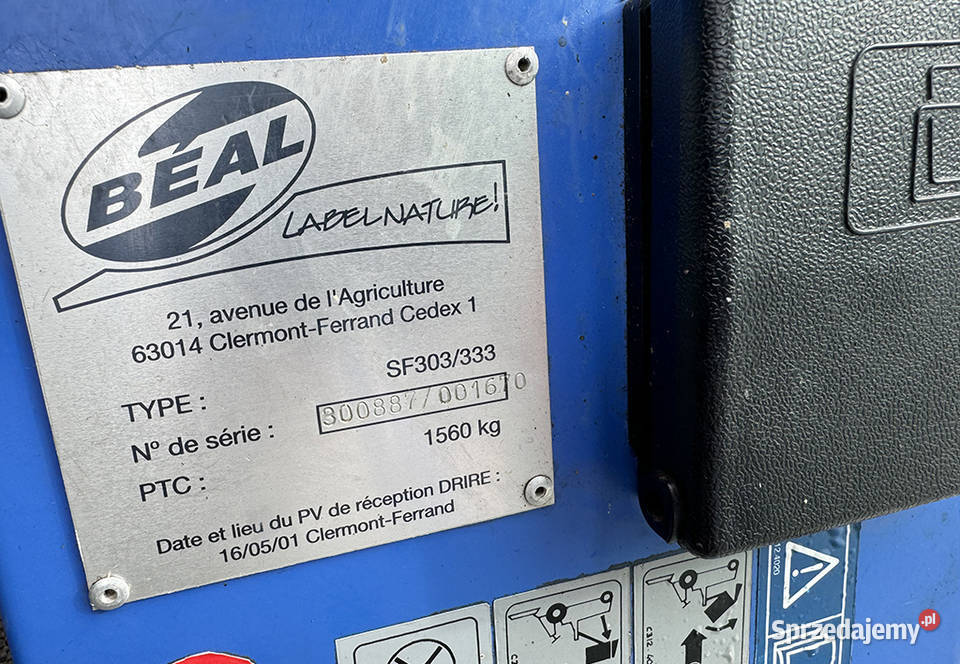 BÉAL
LABEL NATURE!
21, avenue de l'Agriculture
63014 Clermont-Ferrand Cedex 1
TYPE : SF303/333
N° de série : 300887/001670
PTC : 1560 kg
Date et lieu du PV de réception DRIRE :
16/05/01 Clermont-Ferrand
Sprzedajemy.pl